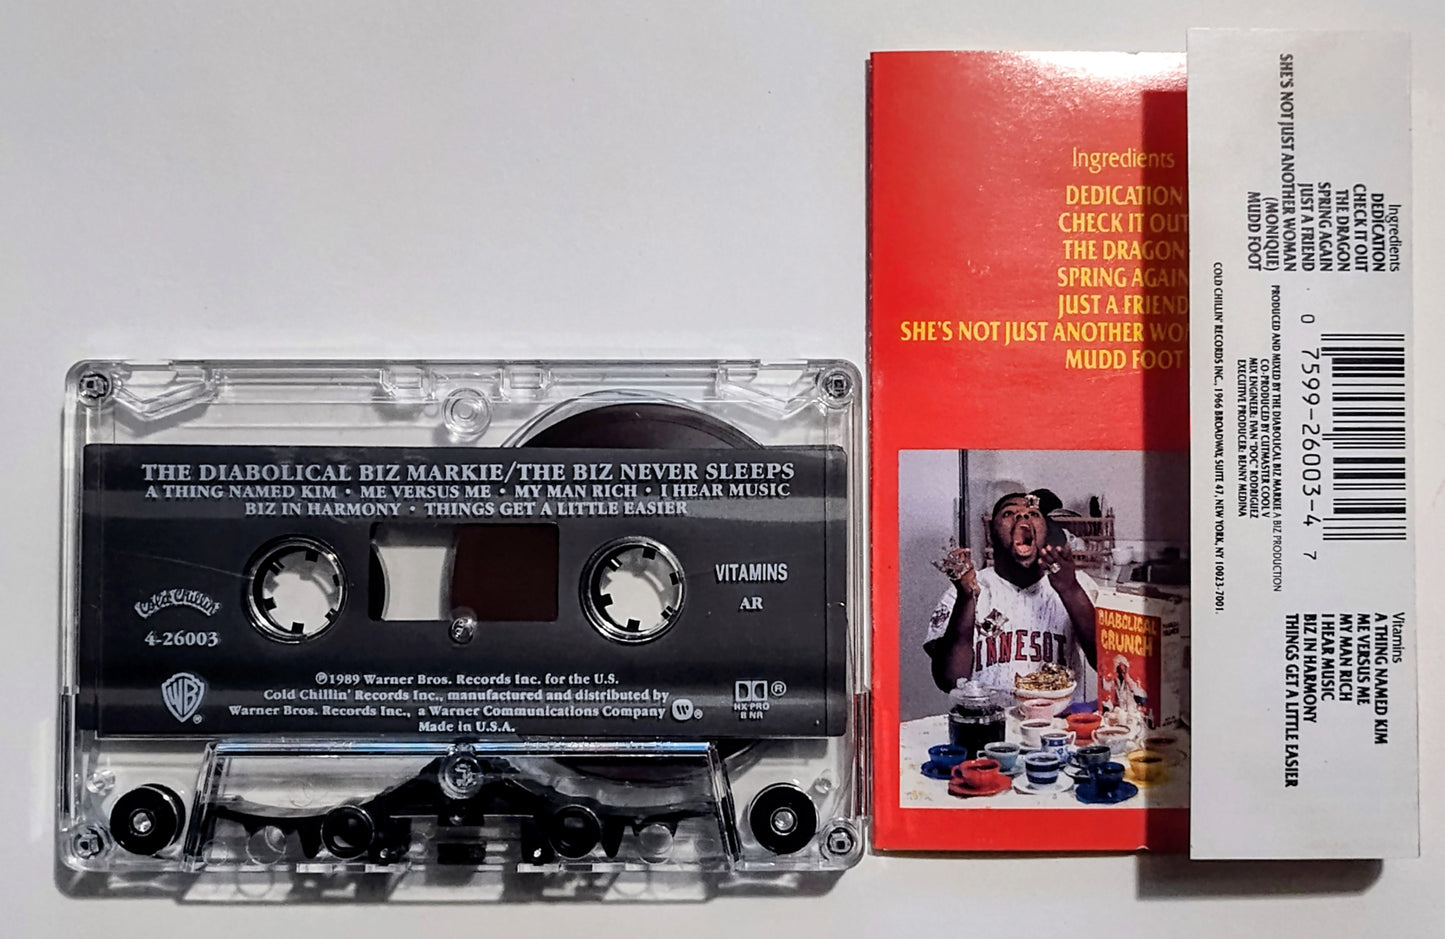 THE DIABOLICAL BIZ MARKIE/THE BIZ NEVER SLEEPS
A THING NAMED KIM • ME VERSUS ME • MY MAN RICH • I HEAR MUSIC
BIZ IN HARMONY • THINGS GET A LITTLE EASIER
VITAMINS
AR
Cold Chillin'
4-26003
WB®
℗1989 Warner Bros. Records Inc. for the U.S.
Cold Chillin' Records Inc., manufactured and distributed by
Warner Bros. Records Inc., a Warner Communications Company ®
Made in U.S.A.
®
HX PRO
B NR
Ingredients
DEDICATION
CHECK IT OUT
THE DRAGON
SPRING AGAIN
JUST A FRIEND
SHE'S NOT JUST ANOTHER WO
MUDD FOOT
INNESOT
DIABOLICAL
CRUNCH
Ingredients
DEDICATION
CHECK IT OUT
THE DRAGON
SPRING AGAIN
JUST A FRIEND
SHE'S NOT JUST ANOTHER WOMAN
(MONIQUE)
MUDD FOOT
0 7599-26003-4 7
PRODUCED AND MIXED BY THE DIABOLICAL BIZ MARKIE A BIZ PRODUCTION
CO-PRODUCED BY CUTMASTER COOL V
MIX ENGINEER: IVAN "DOC" RODRIGUEZ
EXECUTIVE PRODUCER: BENNY MEDINA
COLD CHILLIN' RECORDS INC., 1966 BROADWAY, SUITE 47, NEW YORK, NY 10023-7001.
Vitamins
A THING NAMED KIM
ME VERSUS ME
MY MAN RICH
I HEAR MUSIC
BIZ IN HARMONY
THINGS GET A LITTLE EASIER